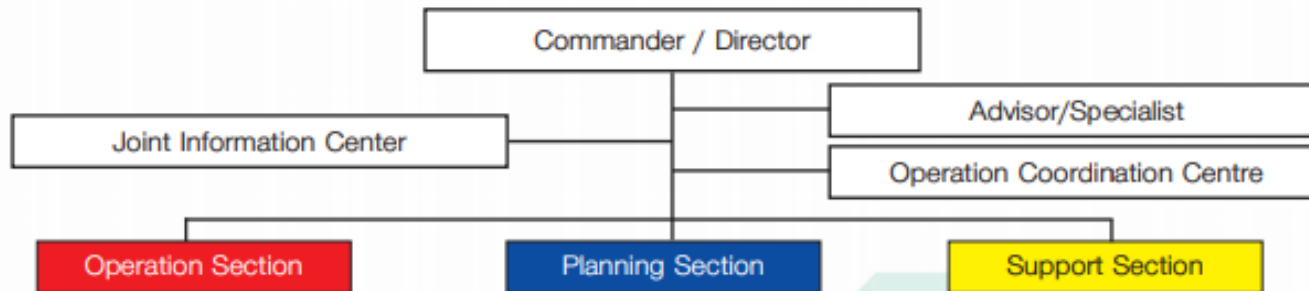 Commander / Director
Advisor/Specialist
Joint Information Center
Operation Coordination Centre
Operation Section
Planning Section
Support Section